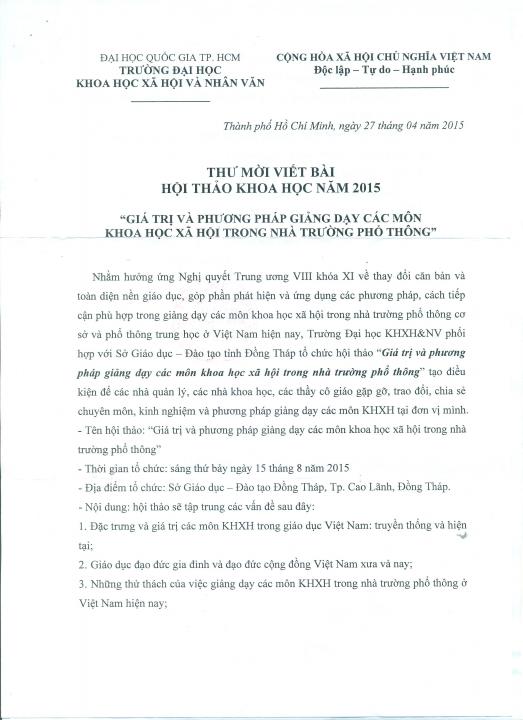 ĐẠI HỌC QUỐC GIA TP. HCM
TRƯỜNG ĐẠI HỌC
KHOA HỌC XÃ HỘI VÀ NHÂN VĂN
CỘNG HÒA XÃ HỘI CHỦ NGHĨA VIỆT NAM
Độc lập – Tự do – Hạnh phúc
Thành phố Hồ Chí Minh, ngày 27 tháng 04 năm 2015
THƯ MỜI VIẾT BÀI
HỘI THẢO KHOA HỌC NĂM 2015
“GIÁ TRỊ VÀ PHƯƠNG PHÁP GIẢNG DẠY CÁC MÔN
KHOA HỌC XÃ HỘI TRONG NHÀ TRƯỜNG PHỔ THÔNG”
Nhằm hưởng ứng Nghị quyết Trung ương VIII khóa XI về thay đổi căn bản và
toàn diện nền giáo dục, góp phần phát hiện và ứng dụng các phương pháp, cách tiếp
cận phù hợp trong giảng dạy các môn khoa học xã hội trong nhà trường phổ thông cơ
sở và phổ thông trung học ở Việt Nam hiện nay, Trường Đại học KHXH&NV phối
hợp với Sở Giáo dục – Đào tạo tỉnh Đồng Tháp tổ chức hội thảo “Giá trị và phương
pháp giảng dạy các môn khoa học xã hội trong nhà trường phổ thông” tạo điều
kiện để các nhà quản lý, các nhà khoa học, các thầy cô giáo gặp gỡ, trao đổi, chia sẻ
chuyên môn, kinh nghiệm và phương pháp giảng dạy các môn KHXH tại đơn vị mình.
- Tên hội thảo: “Giá trị và phương pháp giảng dạy các môn khoa học xã hội trong nhà
trường phổ thông”
- Thời gian tổ chức: sáng thứ bảy ngày 15 tháng 8 năm 2015
- Địa điểm tổ chức: Sở Giáo dục – Đào tạo Đồng Tháp, Tp. Cao Lãnh, Đồng Tháp.
- Nội dung: hội thảo sẽ tập trung các vấn đề sau đây:
1. Đặc trưng và giá trị các môn KHXH trong giáo dục Việt Nam: truyền thống và hiện
tại;
2. Giáo dục đạo đức gia đình và đạo đức cộng đồng Việt Nam xưa và nay;
3. Những thử thách của việc giảng dạy các môn KHXH trong nhà trường phổ thông ở
Việt Nam hiện nay;